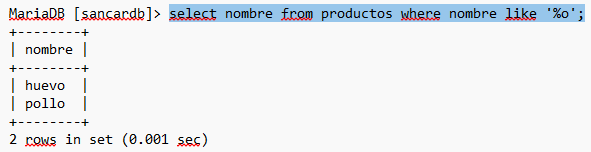 MariaDB [sancardb]> select nombre from productos where nombre like '%o';
+--------+
| nombre |
+--------+
| huevo  |
| pollo  |
+--------+
2 rows in set (0.001 sec)